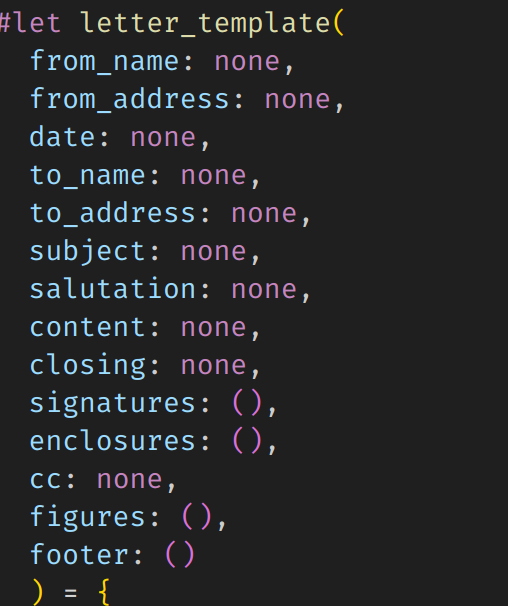 #let letter_template(
from_name: none,
from_address: none,
date: none,
to_name: none,
to_address: none,
subject: none,
salutation: none,
content: none,
closing: none,
signatures: (),
enclosures: (),
cc: none,
figures: (),
footer: ()
) = {